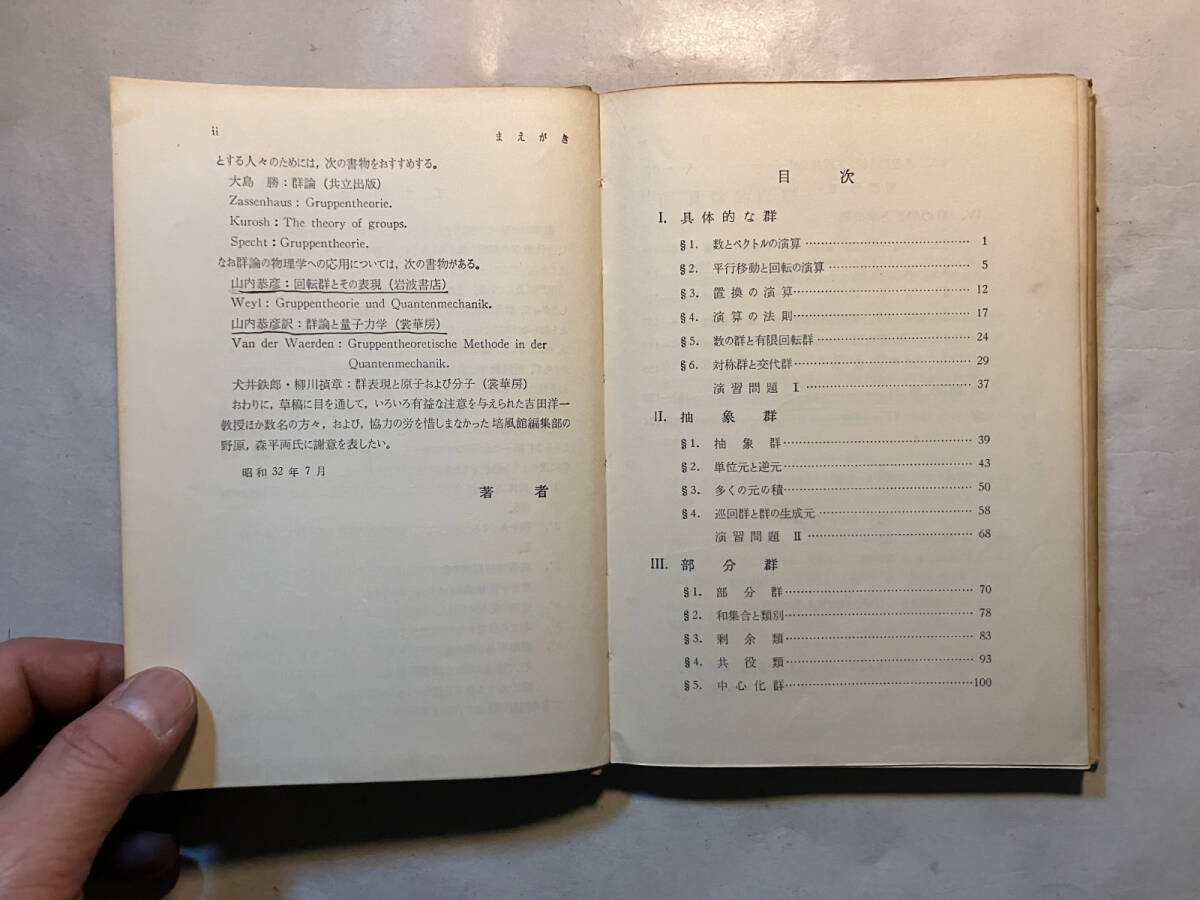 ii
まえがき
とする人々のためには，次の書物をおすすめする。
大島 勝：群論（共立出版）
Zassenhaus : Gruppentheorie.
Kurosh : The theory of groups.
Specht : Gruppentheorie.
なお群論の物理学への応用については，次の書物がある。
山内恭彦：回転群とその表現（岩波書店）
Weyl : Gruppentheorie und Quantenmechanik.
山内恭彦訳：群論と量子力学（裳華房）
Van der Waerden : Gruppentheoretische Methode in der
Quantenmechanik.
犬井鉄郎・柳川禎章：群表現と原子および分子（裳華房）
おわりに，草稿に目を通して，いろいろ有益な注意を与えられた吉田洋一
教授ほか数名の方々，および，協力の労を惜しまなかった培風館編集部の
野原，森平両氏に謝意を表したい。
昭和 32 年 7 月
著者
目次
I. 具体的な群
§1. 数とベクトルの演算 1
§2. 平行移動と回転の演算 5
§3. 置換の演算 12
§4. 演算の法則 17
§5. 数の群と有限回転群 24
§6. 対称群と交代群 29
演習問題 I 37
II. 抽象群
§1. 抽象群 39
§2. 単位元と逆元 43
§3. 多くの元の積 50
§4. 巡回群と群の生成元 58
演習問題 II 68
III. 部分群
§1. 部分群 70
§2. 和集合と類別 78
§3. 剰余類 83
§4. 共役類 93
§5. 中心化群 100